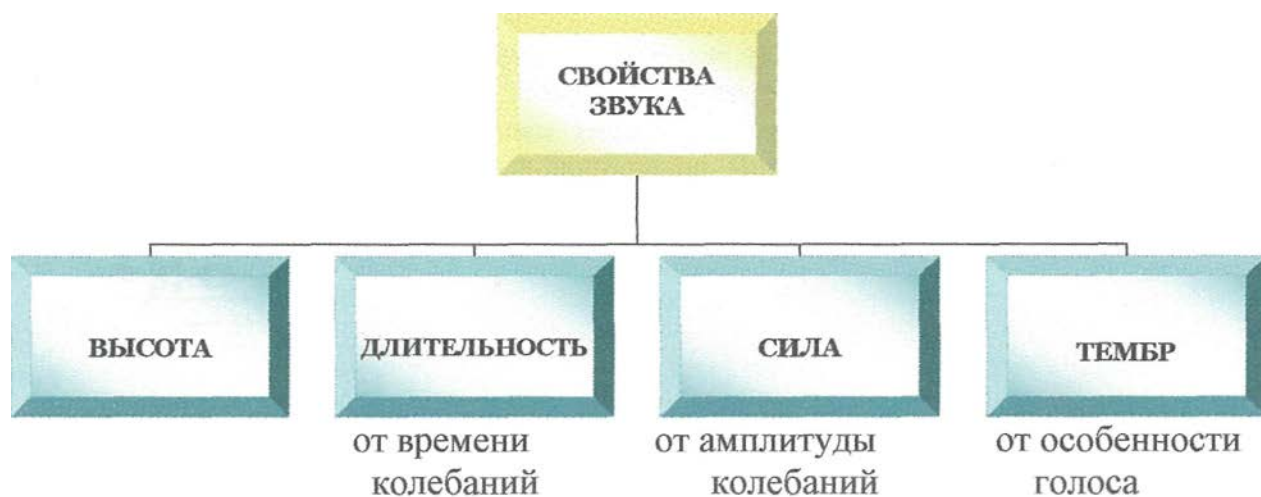 СВОЙСТВА
ЗВУКА
ВЫСОТА
ДЛИТЕЛЬНОСТЬ
СИЛА
ТЕМБР
от времени
колебаний
от амплитуды
колебаний
от особенности
голоса